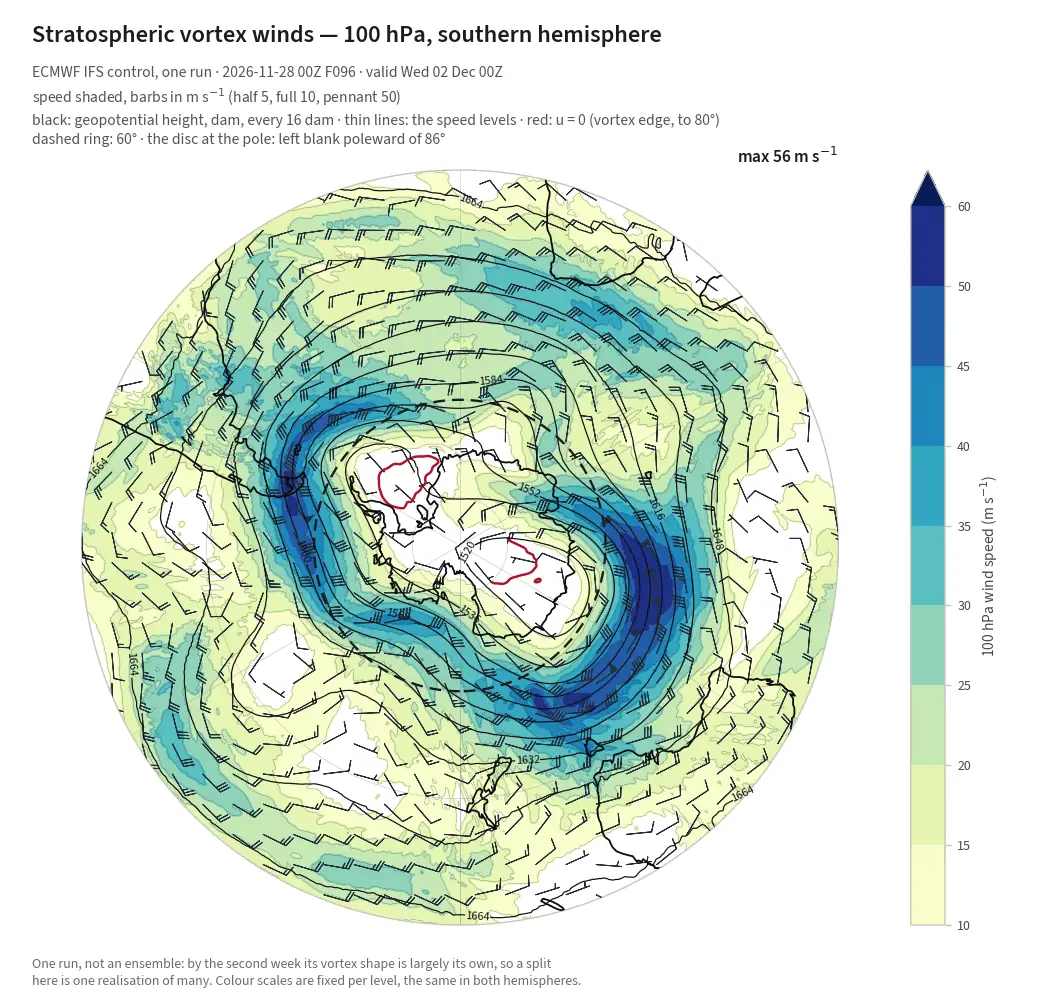 Stratospheric vortex winds — 100 hPa, southern hemisphere
ECMWF IFS control, one run · 2026-11-28 00Z F096 · valid Wed 02 Dec 00Z
speed shaded, barbs in m s⁻¹ (half 5, full 10, pennant 50)
black: geopotential height, dam, every 16 dam · thin lines: the speed levels · red: u = 0 (vortex edge, to 80°)
dashed ring: 60° · the disc at the pole: left blank poleward of 86°
max 56 m s⁻¹
1664
1584
1664
1552
1616
1648
1520
1664
1632
1664
1664
60
50
45
40
35
30
25
20
15
10
100 hPa wind speed (m s⁻¹)
One run, not an ensemble: by the second week its vortex shape is largely its own, so a split
here is one realisation of many. Colour scales are fixed per level, the same in both hemispheres.